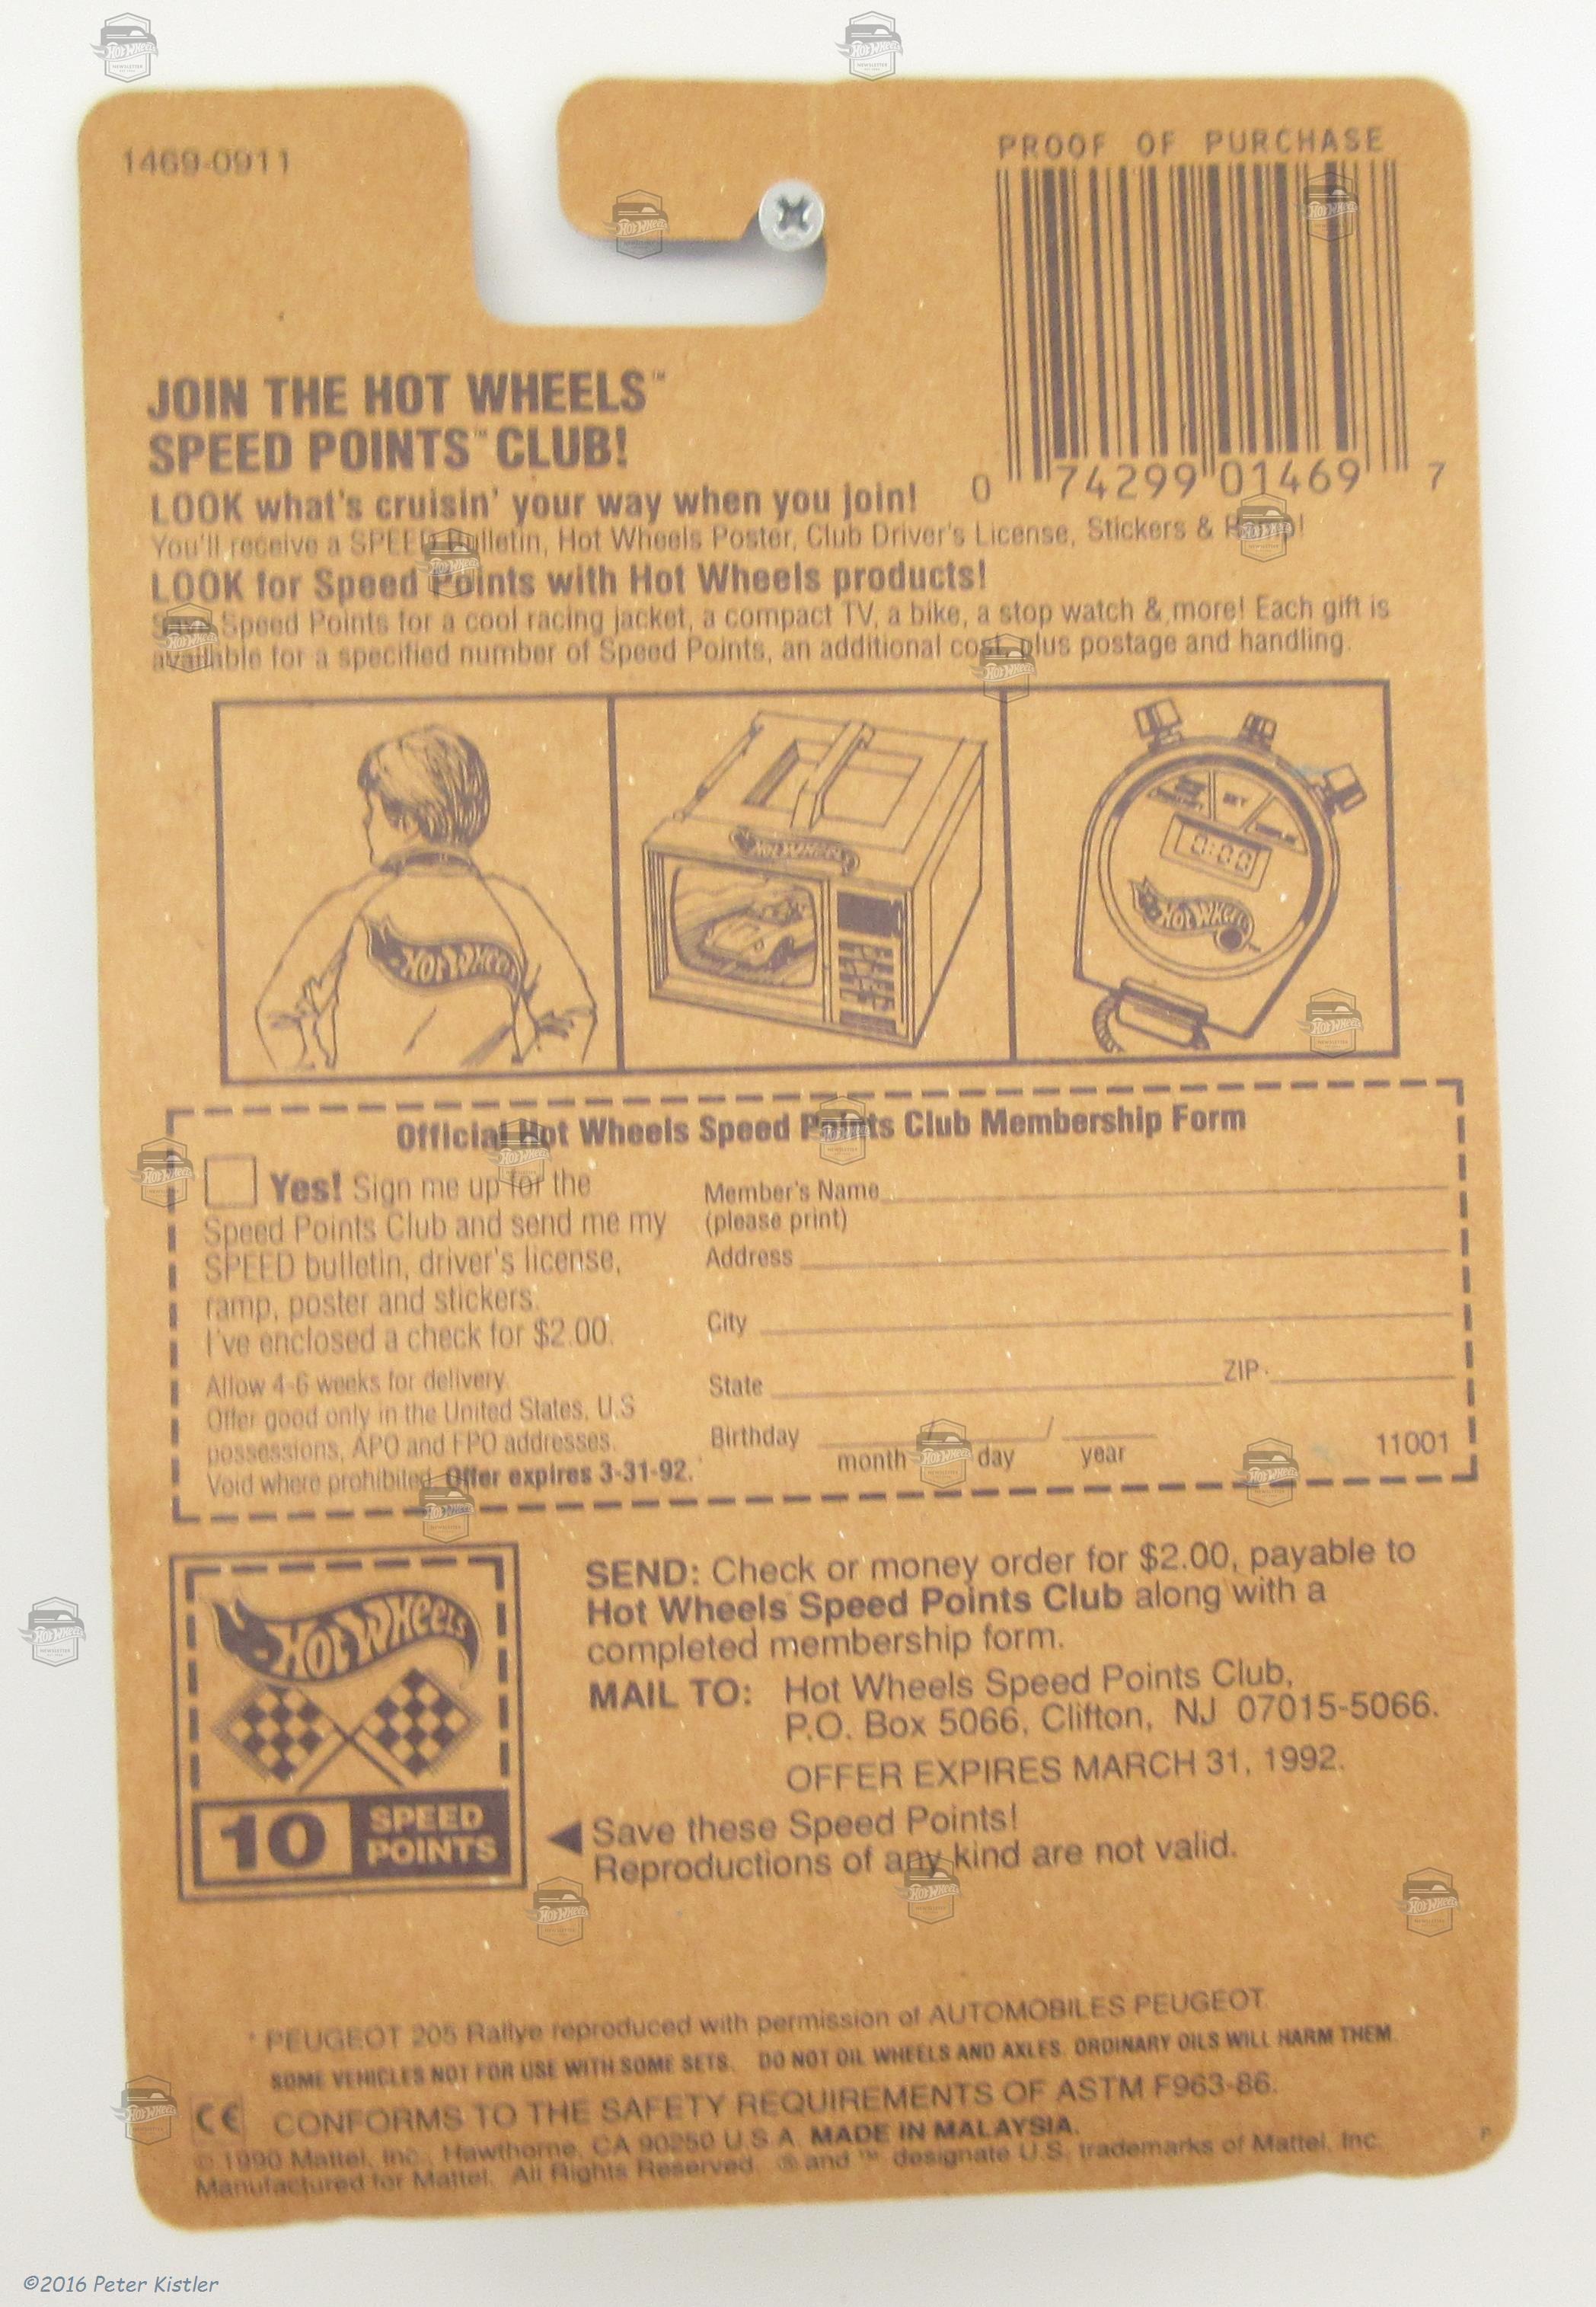 1469-0911
PROOF OF PURCHASE
0 74299 01469 7
JOIN THE HOT WHEELS™
SPEED POINTS™ CLUB!
LOOK what's cruisin' your way when you join!
You'll receive a SPEED Bulletin, Hot Wheels Poster, Club Driver's License, Stickers & Ramp!
LOOK for Speed Points with Hot Wheels products!
Save Speed Points for a cool racing jacket, a compact TV, a bike, a stop watch & more! Each gift is
available for a specified number of Speed Points, an additional cost, plus postage and handling.
HOT WHEELS
HOT WHEELS
SET
0:00
HOT WHEELS
Official Hot Wheels Speed Points Club Membership Form
Yes! Sign me up for the
Speed Points Club and send me my
SPEED bulletin, driver's license,
ramp, poster and stickers.
I've enclosed a check for $2.00.
Allow 4-6 weeks for delivery.
Offer good only in the United States, U.S
possessions, APO and FPO addresses.
Void where prohibited. Offer expires 3-31-92.
Member's Name
(please print)
Address
City
State ZIP
Birthday / /
month day year
11001
HOT WHEELS
10 SPEED
POINTS
SEND: Check or money order for $2.00, payable to
Hot Wheels Speed Points Club along with a
completed membership form.
MAIL TO: Hot Wheels Speed Points Club,
P.O. Box 5066, Clifton, NJ 07015-5066.
OFFER EXPIRES MARCH 31, 1992.
Save these Speed Points!
Reproductions of any kind are not valid.
* PEUGEOT 205 Rallye reproduced with permission of AUTOMOBILES PEUGEOT.
SOME VEHICLES NOT FOR USE WITH SOME SETS. DO NOT OIL WHEELS AND AXLES. ORDINARY OILS WILL HARM THEM.
CE CONFORMS TO THE SAFETY REQUIREMENTS OF ASTM F963-86.
© 1990 Mattel, Inc., Hawthorne, CA 90250 U.S.A. MADE IN MALAYSIA.
Manufactured for Mattel. All Rights Reserved. ® and ™ designate U.S. trademarks of Mattel, Inc.
P
©2016 Peter Kistler